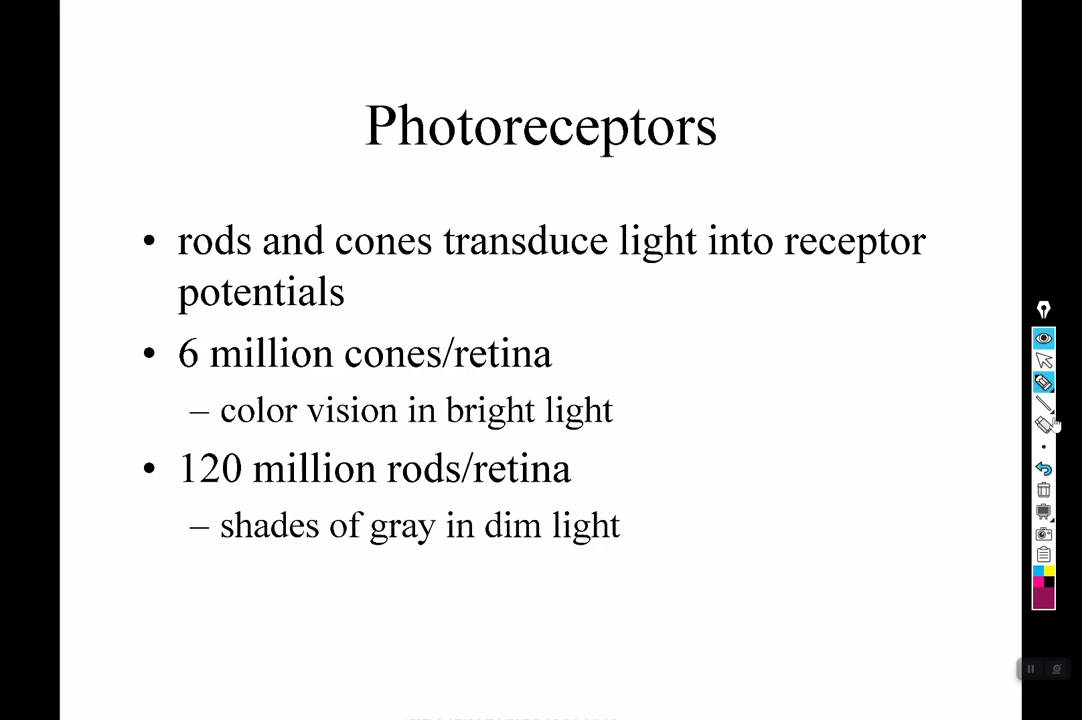 Photoreceptors
• rods and cones transduce light into receptor
potentials
• 6 million cones/retina
– color vision in bright light
• 120 million rods/retina
– shades of gray in dim light